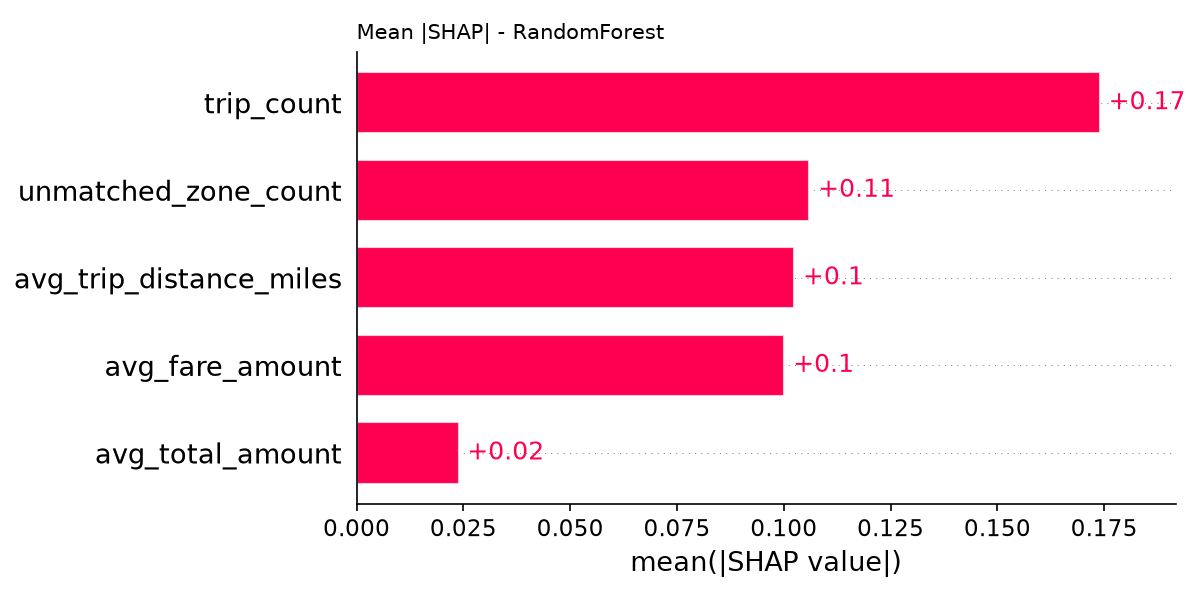 Mean |SHAP| - RandomForest
trip_count
+0.17
unmatched_zone_count
+0.11
avg_trip_distance_miles
+0.1
avg_fare_amount
+0.1
avg_total_amount
+0.02
0.000 0.025 0.050 0.075 0.100 0.125 0.150 0.175
mean(|SHAP value|)